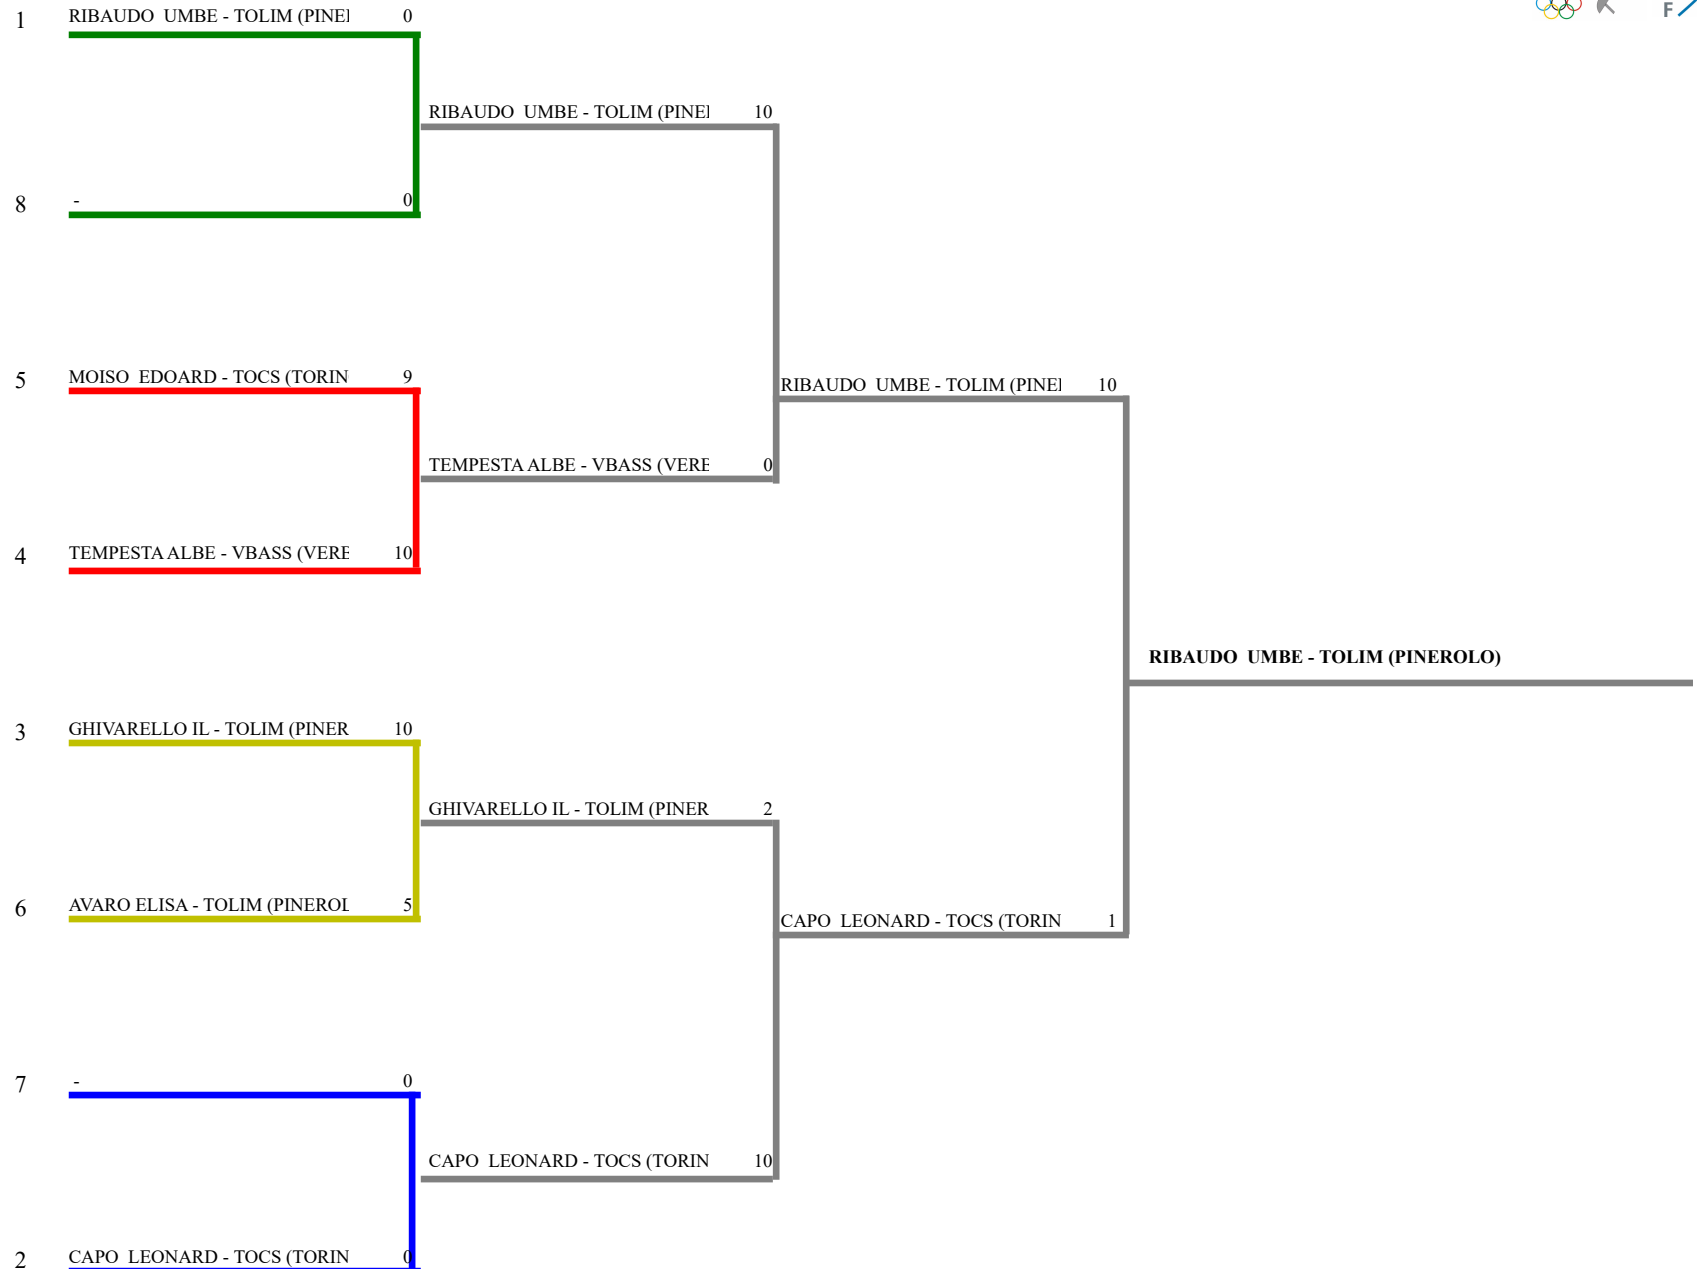 1 RIBAUDO UMBE - TOLIM (PINEI 0
F
RIBAUDO UMBE - TOLIM (PINEI 10
8 - 0
5 MOISO EDOARD - TOCS (TORIN 9
RIBAUDO UMBE - TOLIM (PINEI 10
TEMPESTA ALBE - VBASS (VERE 0
4 TEMPESTA ALBE - VBASS (VERE 10
RIBAUDO UMBE - TOLIM (PINEROLO)
3 GHIVARELLO IL - TOLIM (PINER 10
GHIVARELLO IL - TOLIM (PINER 2
6 AVARO ELISA - TOLIM (PINEROL 5
CAPO LEONARD - TOCS (TORIN 1
7 - 0
CAPO LEONARD - TOCS (TORIN 10
2 CAPO LEONARD - TOCS (TORIN 0